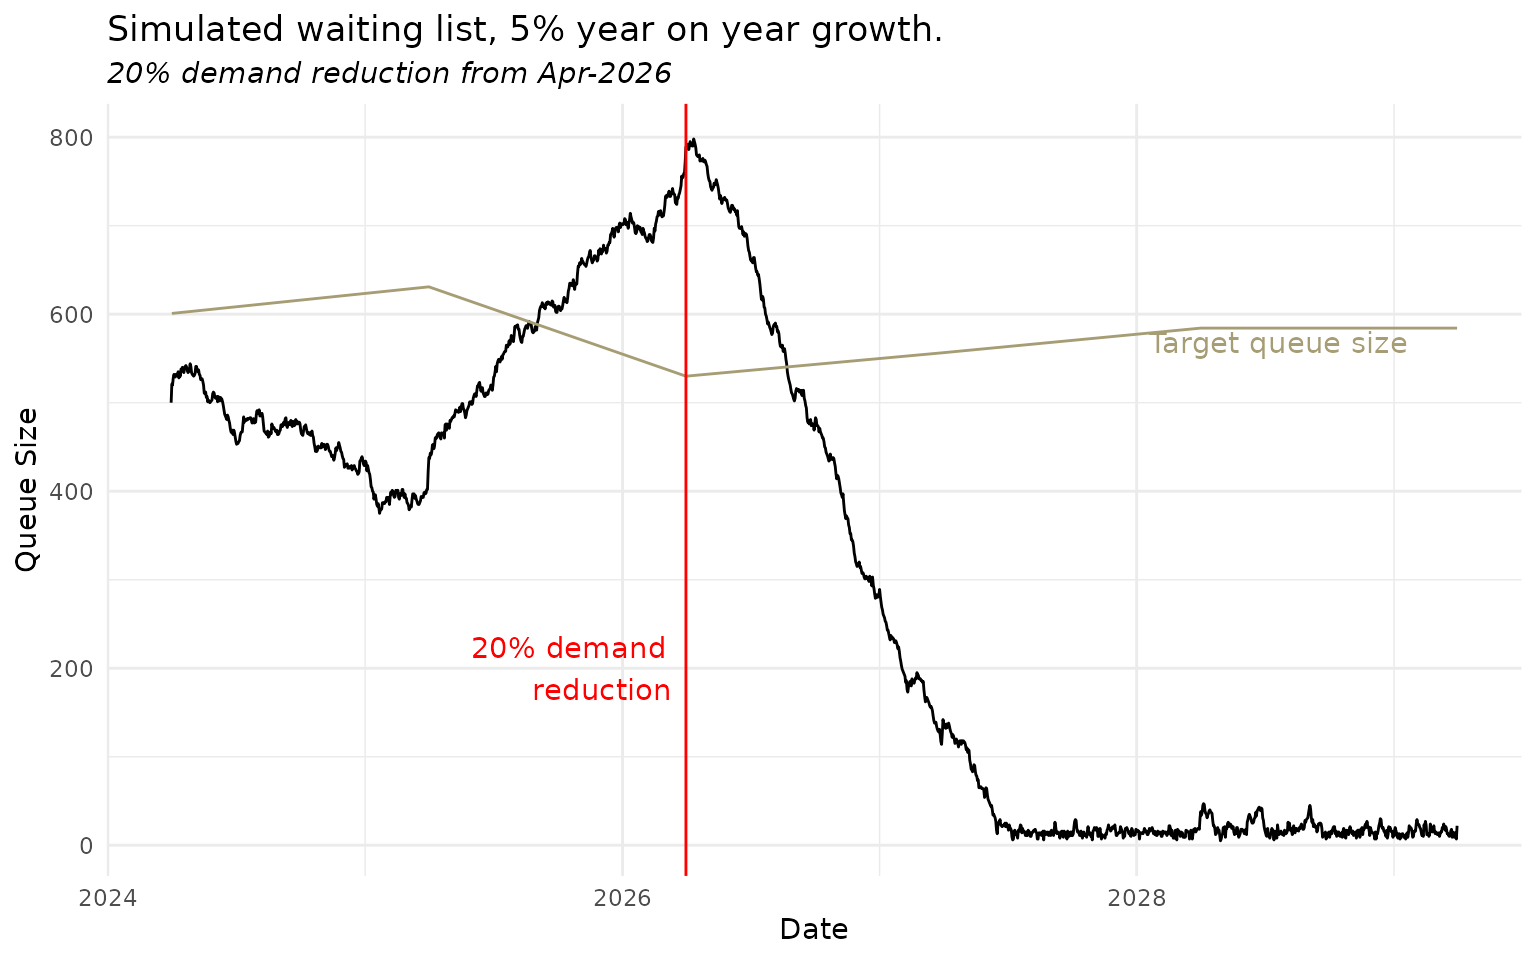 Simulated waiting list, 5% year on year growth.
20% demand reduction from Apr-2026
800
600
400
200
0
Queue Size
Target queue size
20% demand
reduction
2024
2026
2028
Date